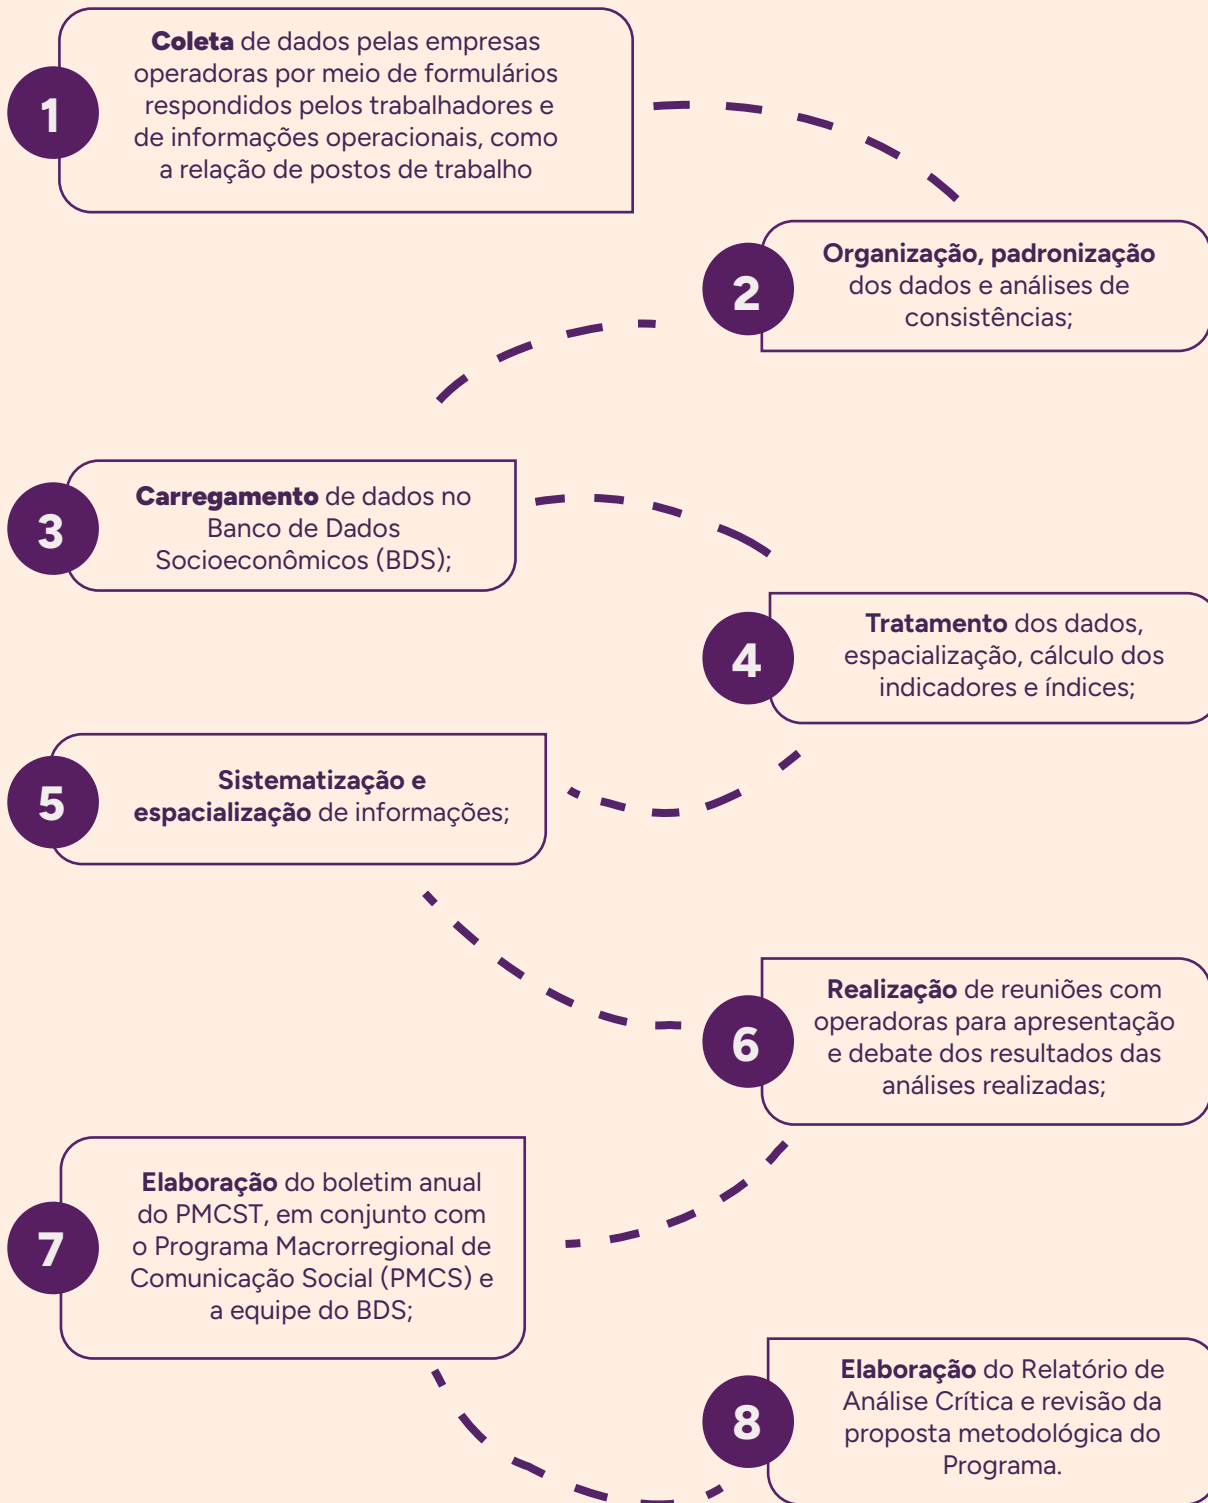 1
Coleta de dados pelas empresas
operadoras por meio de formulários
respondidos pelos trabalhadores e
de informações operacionais, como
a relação de postos de trabalho
2
Organização, padronização
dos dados e análises de
consistências;
3
Carregamento de dados no
Banco de Dados
Socioeconômicos (BDS);
4
Tratamento dos dados,
espacialização, cálculo dos
indicadores e índices;
5
Sistematização e
espacialização de informações;
6
Realização de reuniões com
operadoras para apresentação
e debate dos resultados das
análises realizadas;
7
Elaboração do boletim anual
do PMCST, em conjunto com
o Programa Macrorregional de
Comunicação Social (PMCS) e
a equipe do BDS;
8
Elaboração do Relatório de
Análise Crítica e revisão da
proposta metodológica do
Programa.